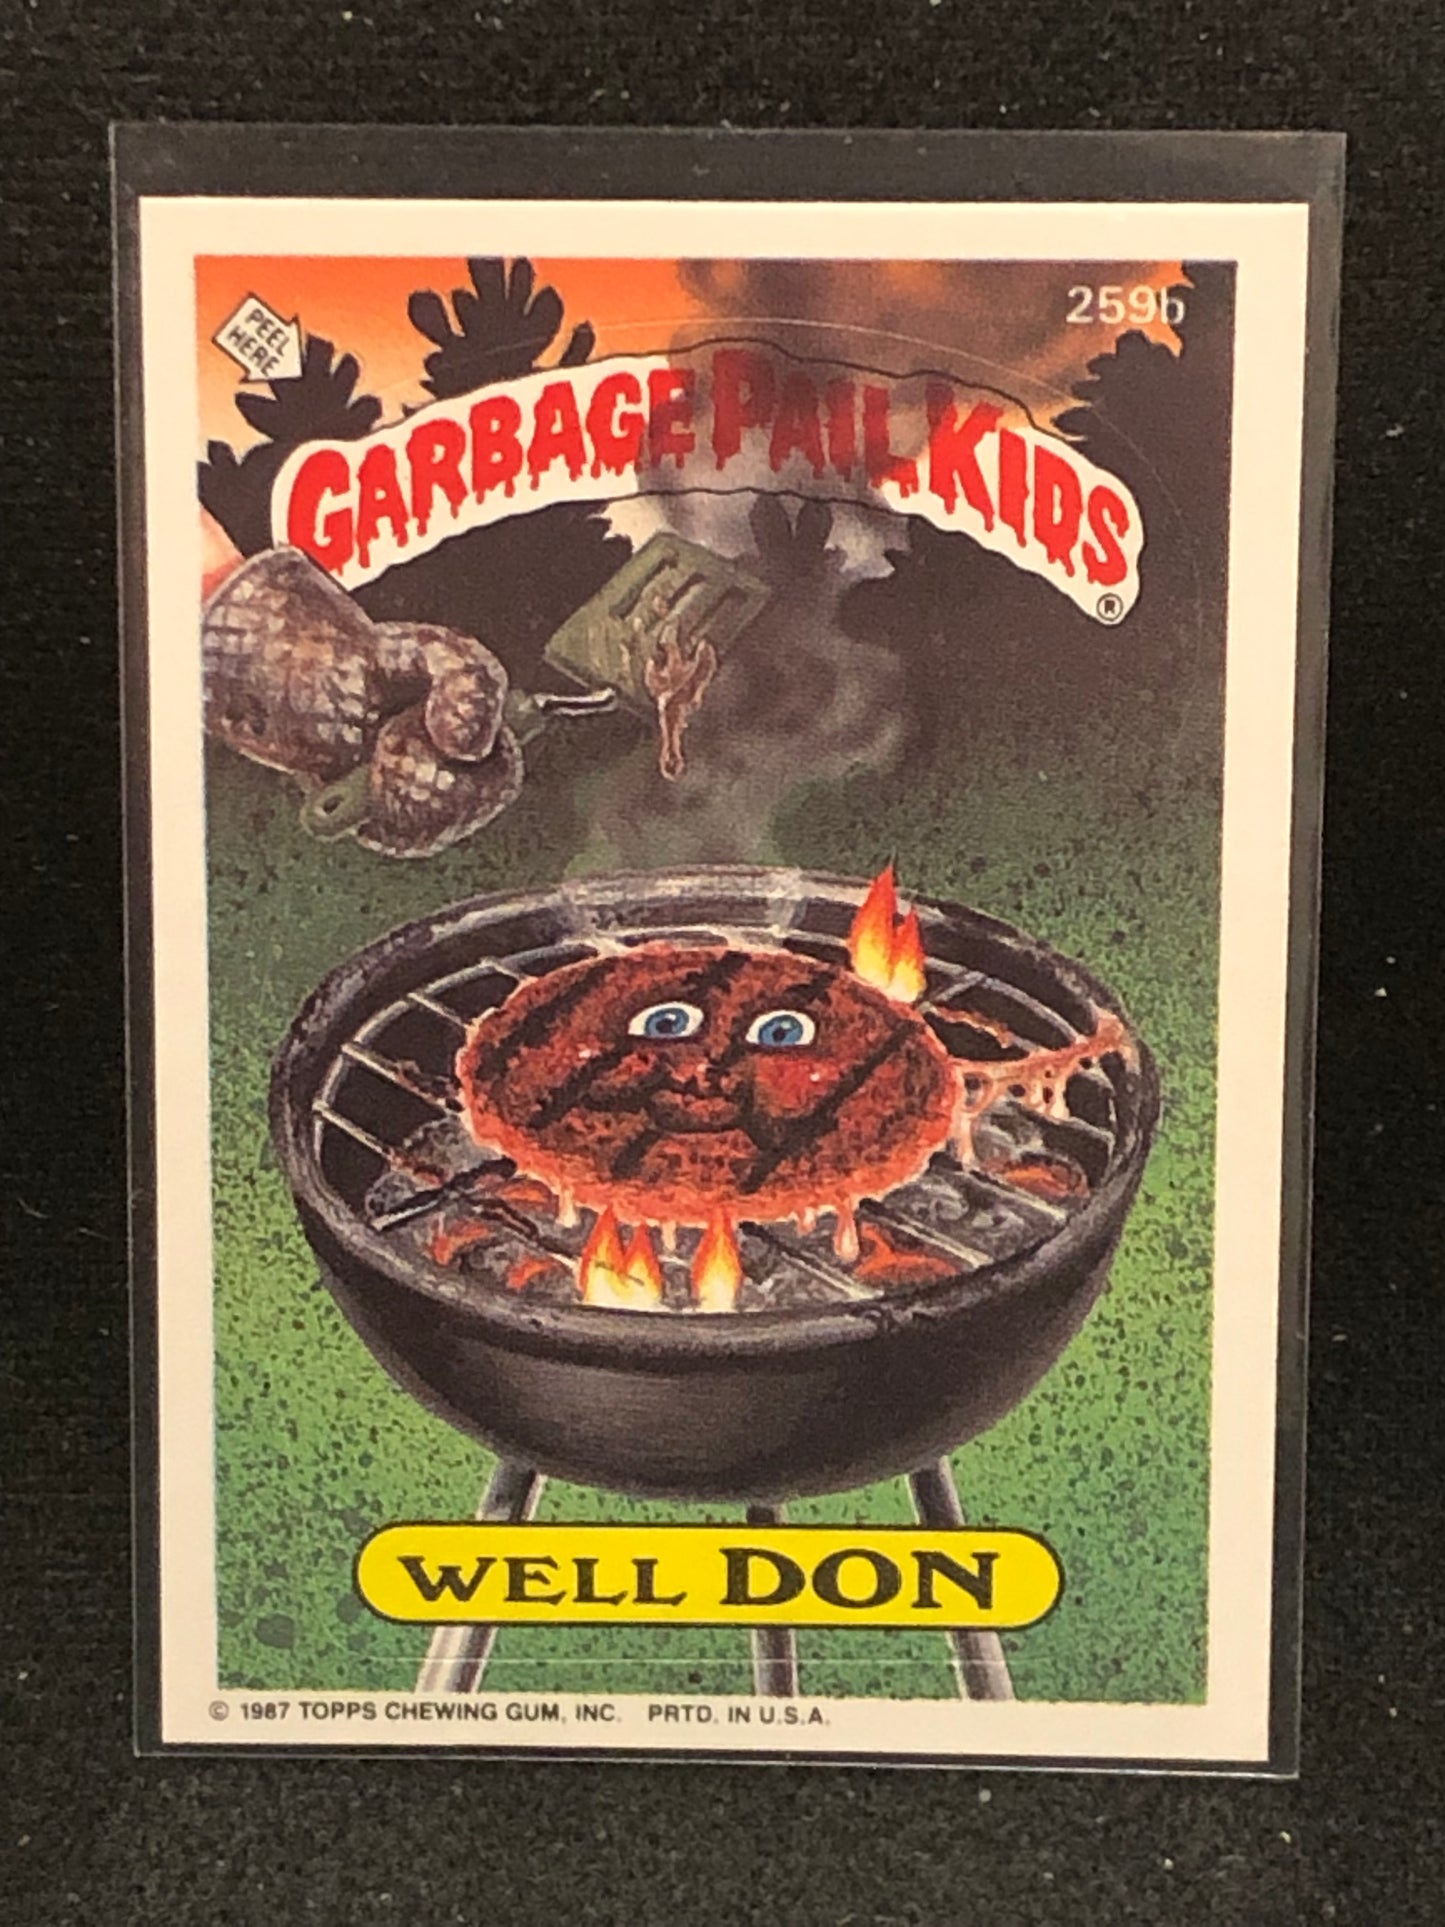 259b
PEEL
HERE
GARBAGE PAIL KIDS
®
WELL DON
© 1987 TOPPS CHEWING GUM, INC. PRTD. IN U.S.A.